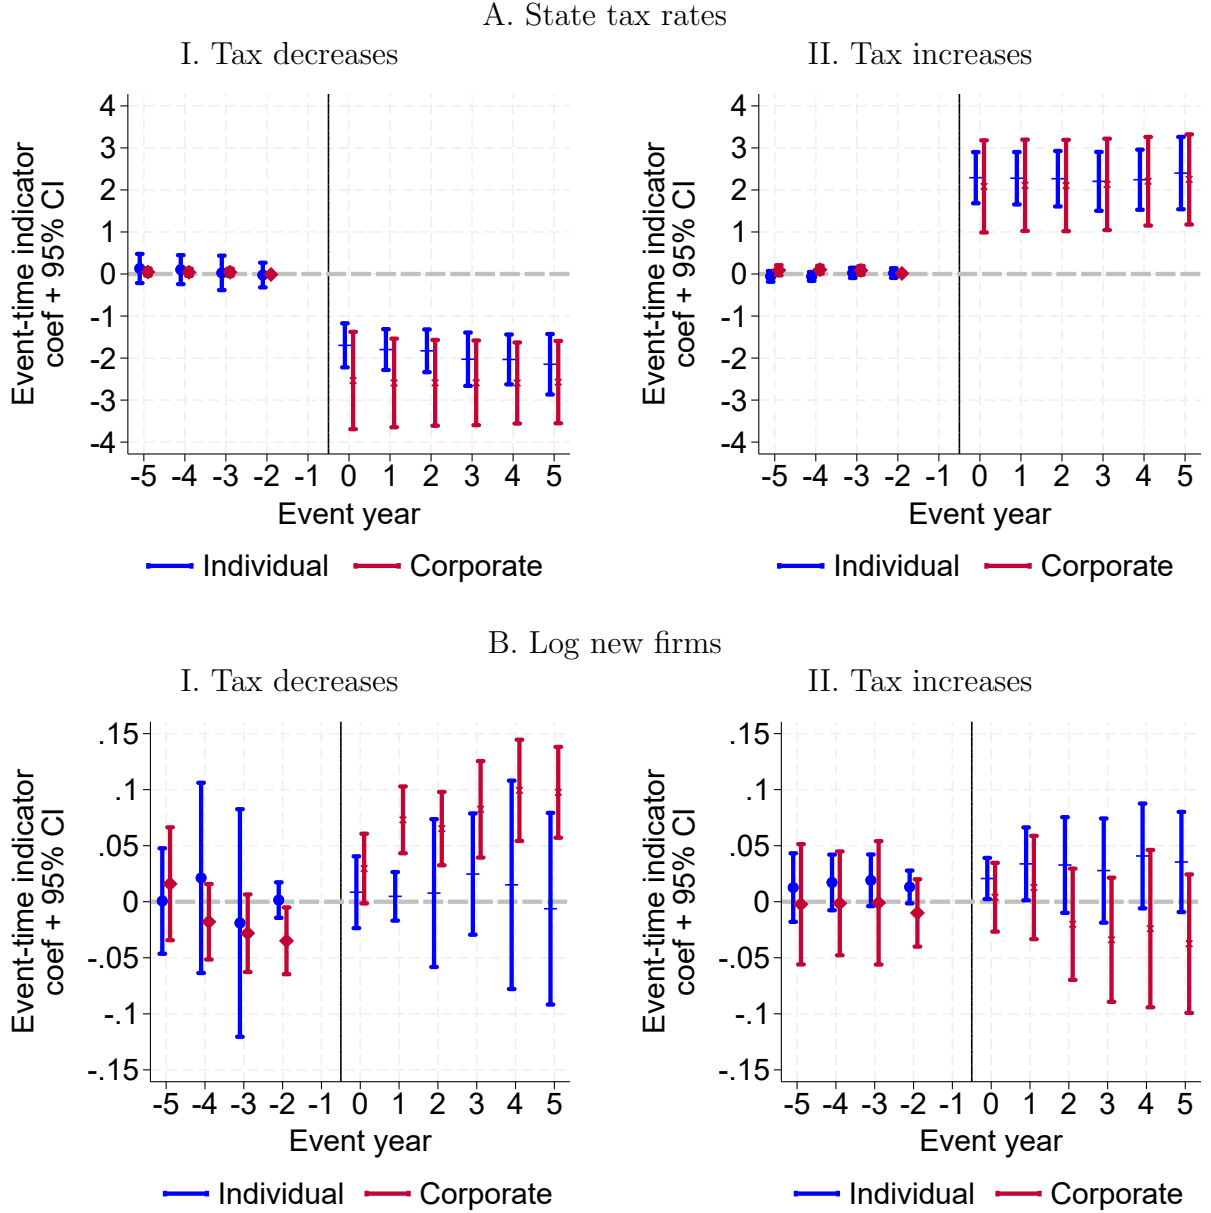 A. State tax rates
I. Tax decreases
4
3
2
1
0
-1
-2
-3
-4
Event-time indicator
coef + 95% CI
-5 -4 -3 -2 -1 0 1 2 3 4 5
Event year
Individual Corporate
II. Tax increases
4
3
2
1
0
-1
-2
-3
-4
Event-time indicator
coef + 95% CI
-5 -4 -3 -2 -1 0 1 2 3 4 5
Event year
Individual Corporate
B. Log new firms
I. Tax decreases
.15
.1
.05
0
-.05
-.1
-.15
Event-time indicator
coef + 95% CI
-5 -4 -3 -2 -1 0 1 2 3 4 5
Event year
Individual Corporate
II. Tax increases
.15
.1
.05
0
-.05
-.1
-.15
Event-time indicator
coef + 95% CI
-5 -4 -3 -2 -1 0 1 2 3 4 5
Event year
Individual Corporate